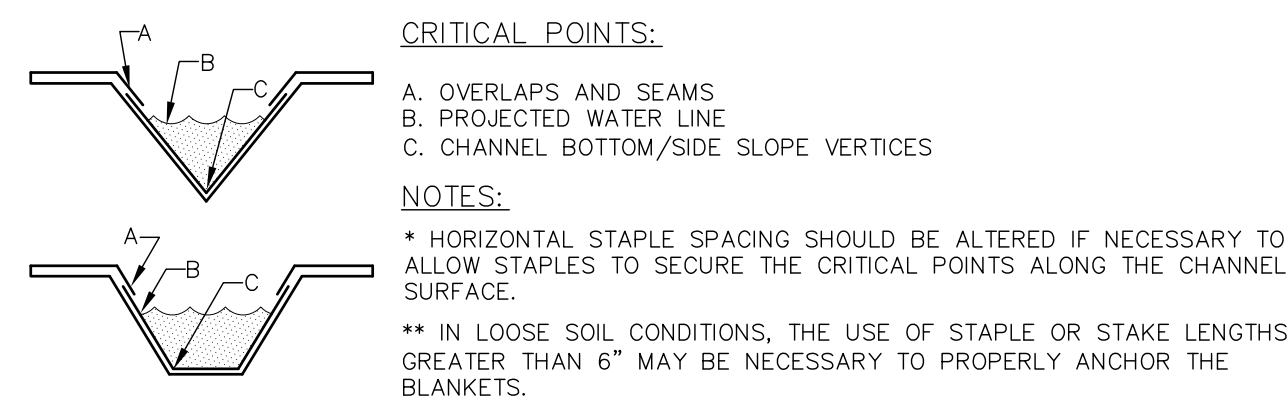 A
B
C
A
B
C
CRITICAL POINTS:
A. OVERLAPS AND SEAMS
B. PROJECTED WATER LINE
C. CHANNEL BOTTOM/SIDE SLOPE VERTICES
NOTES:
* HORIZONTAL STAPLE SPACING SHOULD BE ALTERED IF NECESSARY TO
ALLOW STAPLES TO SECURE THE CRITICAL POINTS ALONG THE CHANNEL
SURFACE.
** IN LOOSE SOIL CONDITIONS, THE USE OF STAPLE OR STAKE LENGTHS
GREATER THAN 6” MAY BE NECESSARY TO PROPERLY ANCHOR THE
BLANKETS.